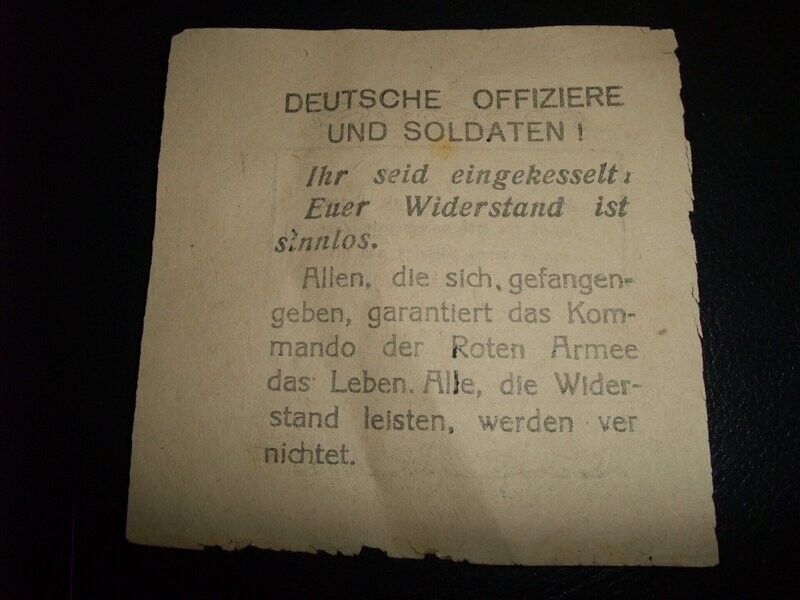 DEUTSCHE OFFIZIERE
UND SOLDATEN !
Ihr seid eingekesselt:
Euer Widerstand ist
sinnlos.
Allen, die sich, gefangen-
geben, garantiert das Kom-
mando der Roten Armee
das Leben. Alle, die Wider-
stand leisten, werden ver
nichtet.